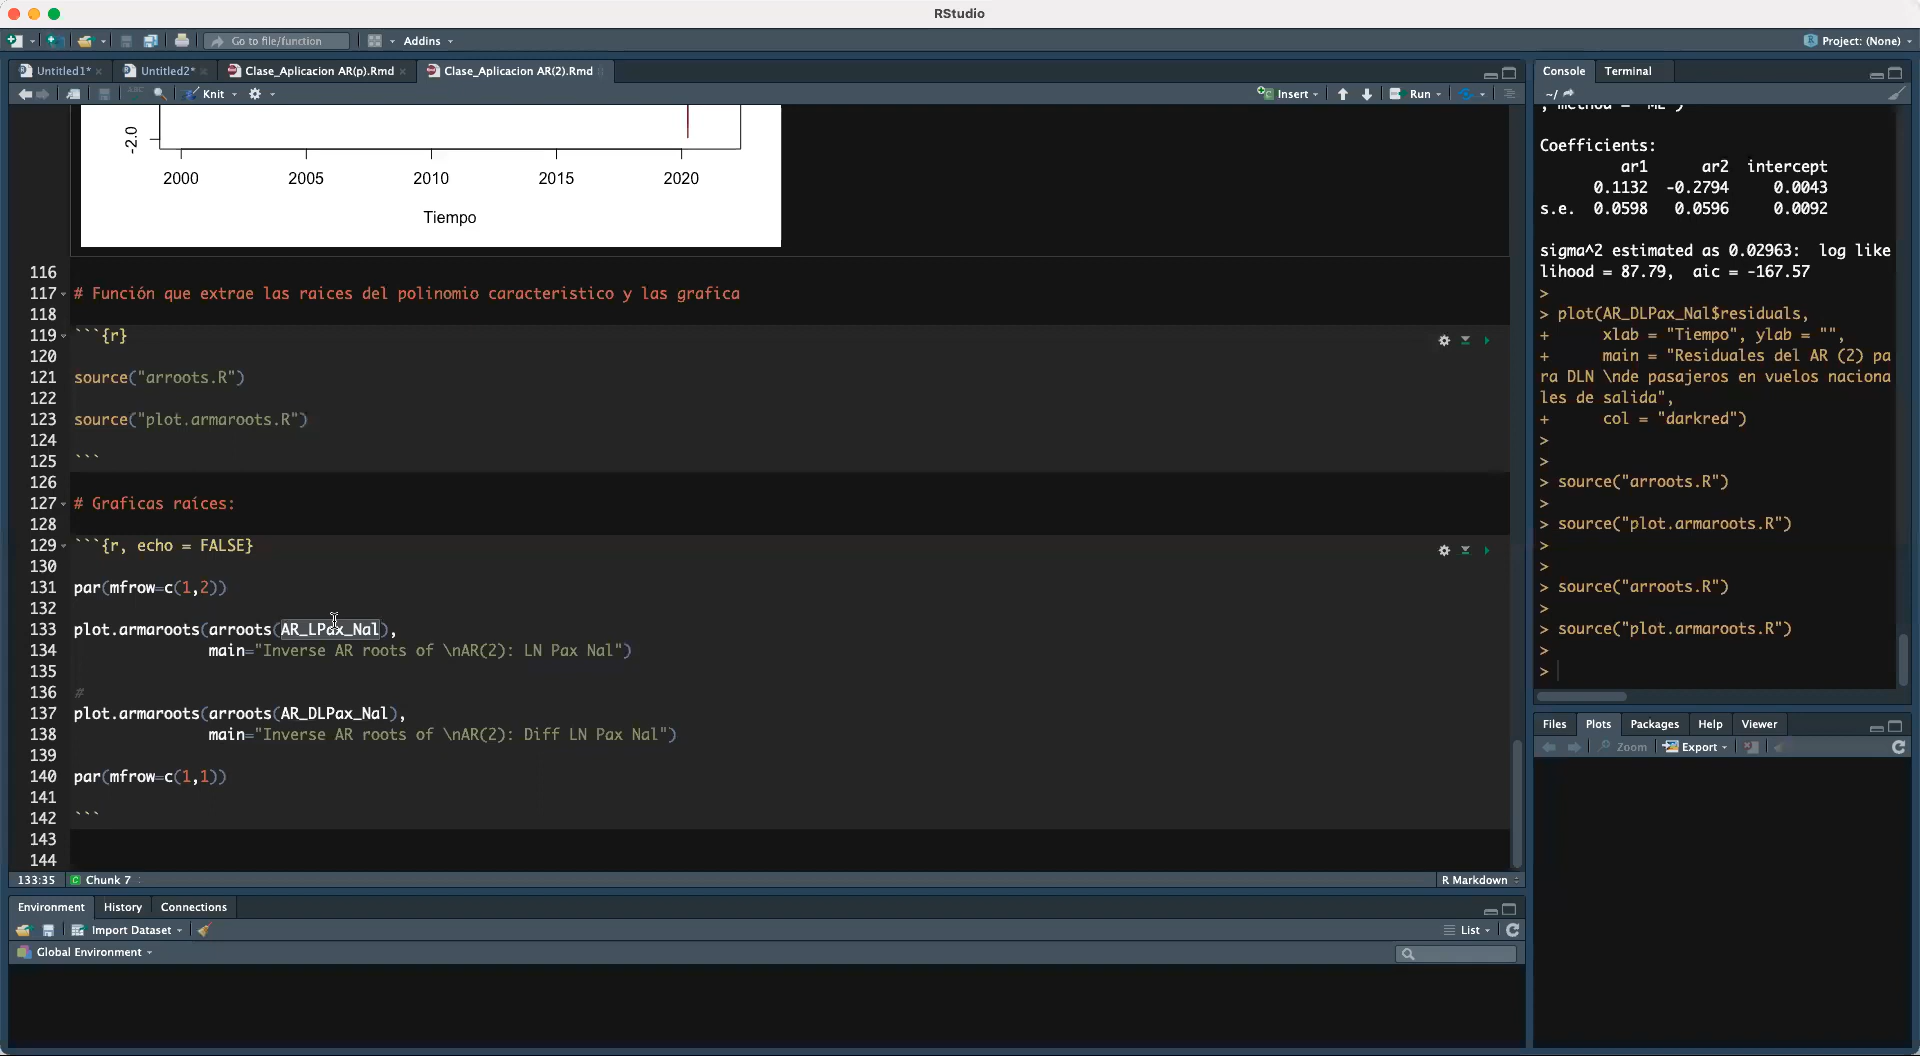 RStudio
Go to file/function
Addins
Project: (None)
Untitled1*
Untitled2*
Clase_Aplicacion AR(p).Rmd
Clase_Aplicacion AR(2).Rmd
Knit
Insert
Run
-2.0
2000 2005 2010 2015 2020
Tiempo
116
117 # Función que extrae las raices del polinomio caracteristico y las grafica
118
119 ```{r}
120
121 source("arroots.R")
122
123 source("plot.armaroots.R")
124
125 ```
126
127 # Graficas raíces:
128
129 ```{r, echo = FALSE}
130
131 par(mfrow=c(1,2))
132
133 plot.armaroots(arroots(AR_LPax_Nal),
134 main="Inverse AR roots of \nAR(2): LN Pax Nal")
135
136 #
137 plot.armaroots(arroots(AR_DLPax_Nal),
138 main="Inverse AR roots of \nAR(2): Diff LN Pax Nal")
139
140 par(mfrow=c(1,1))
141
142 ```
143
144
133:35 Chunk 7 R Markdown
Environment History Connections
Import Dataset List
Global Environment
Console Terminal
~/
, method = "ML")
Coefficients:
ar1 ar2 intercept
0.1132 -0.2794 0.0043
s.e. 0.0598 0.0596 0.0092
sigma^2 estimated as 0.02963: log like
lihood = 87.79, aic = -167.57
>
> plot(AR_DLPax_Nal$residuals,
+ xlab = "Tiempo", ylab = "",
+ main = "Residuales del AR (2) pa
ra DLN \nde pasajeros en vuelos naciona
les de salida",
+ col = "darkred")
>
>
> source("arroots.R")
>
> source("plot.armaroots.R")
>
>
> source("arroots.R")
>
> source("plot.armaroots.R")
>
>
Files Plots Packages Help Viewer
Zoom Export